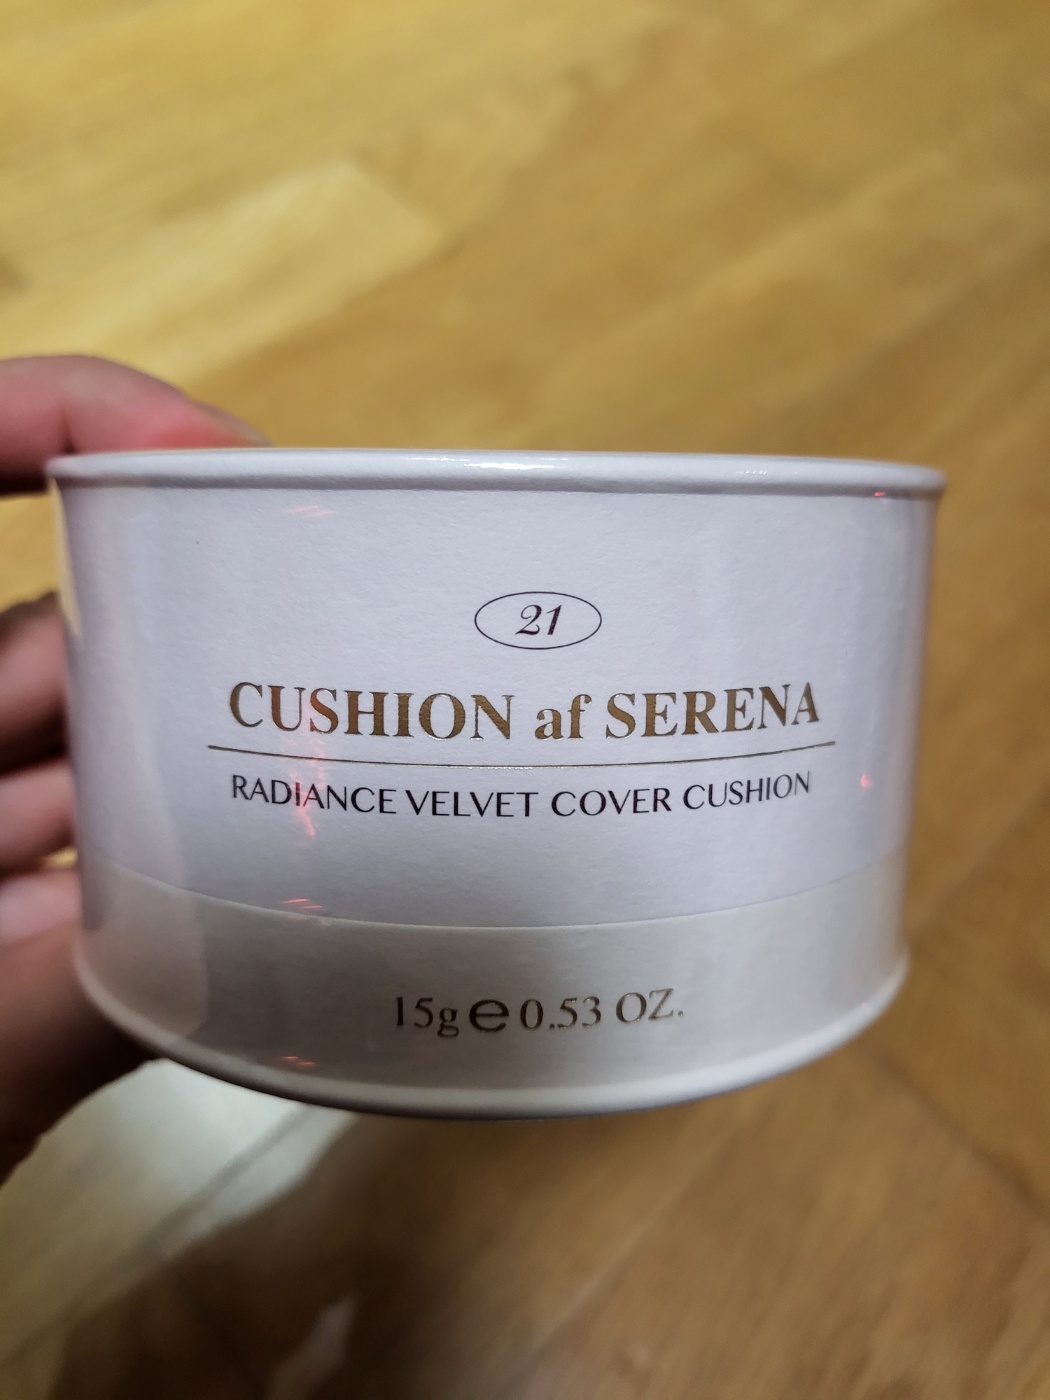 21
CUSHION af SERENA
RADIANCE VELVET COVER CUSHION
15g ℮ 0.53 OZ.